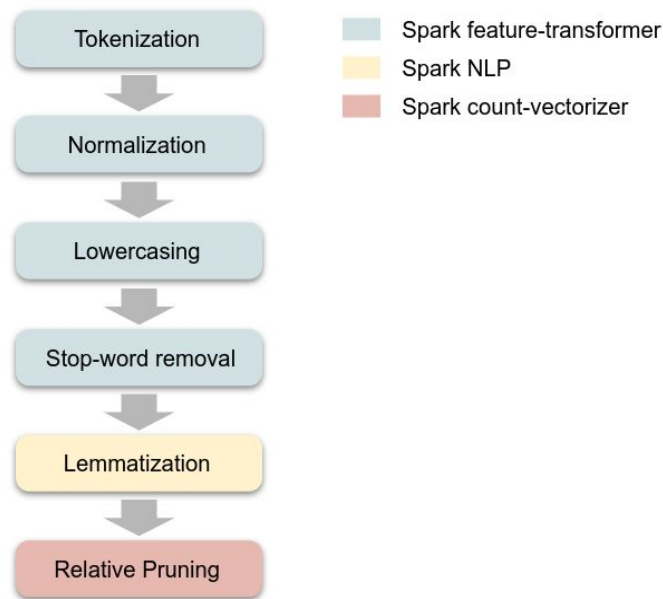 Tokenization
Normalization
Lowercasing
Stop-word removal
Lemmatization
Relative Pruning
Spark feature-transformer
Spark NLP
Spark count-vectorizer